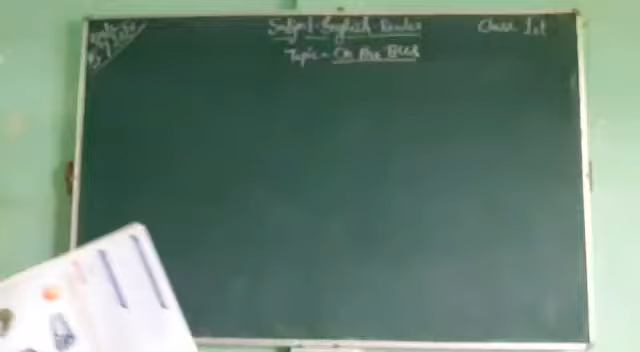 Subject - English Reader
Class 1st
Topic - On the Bus